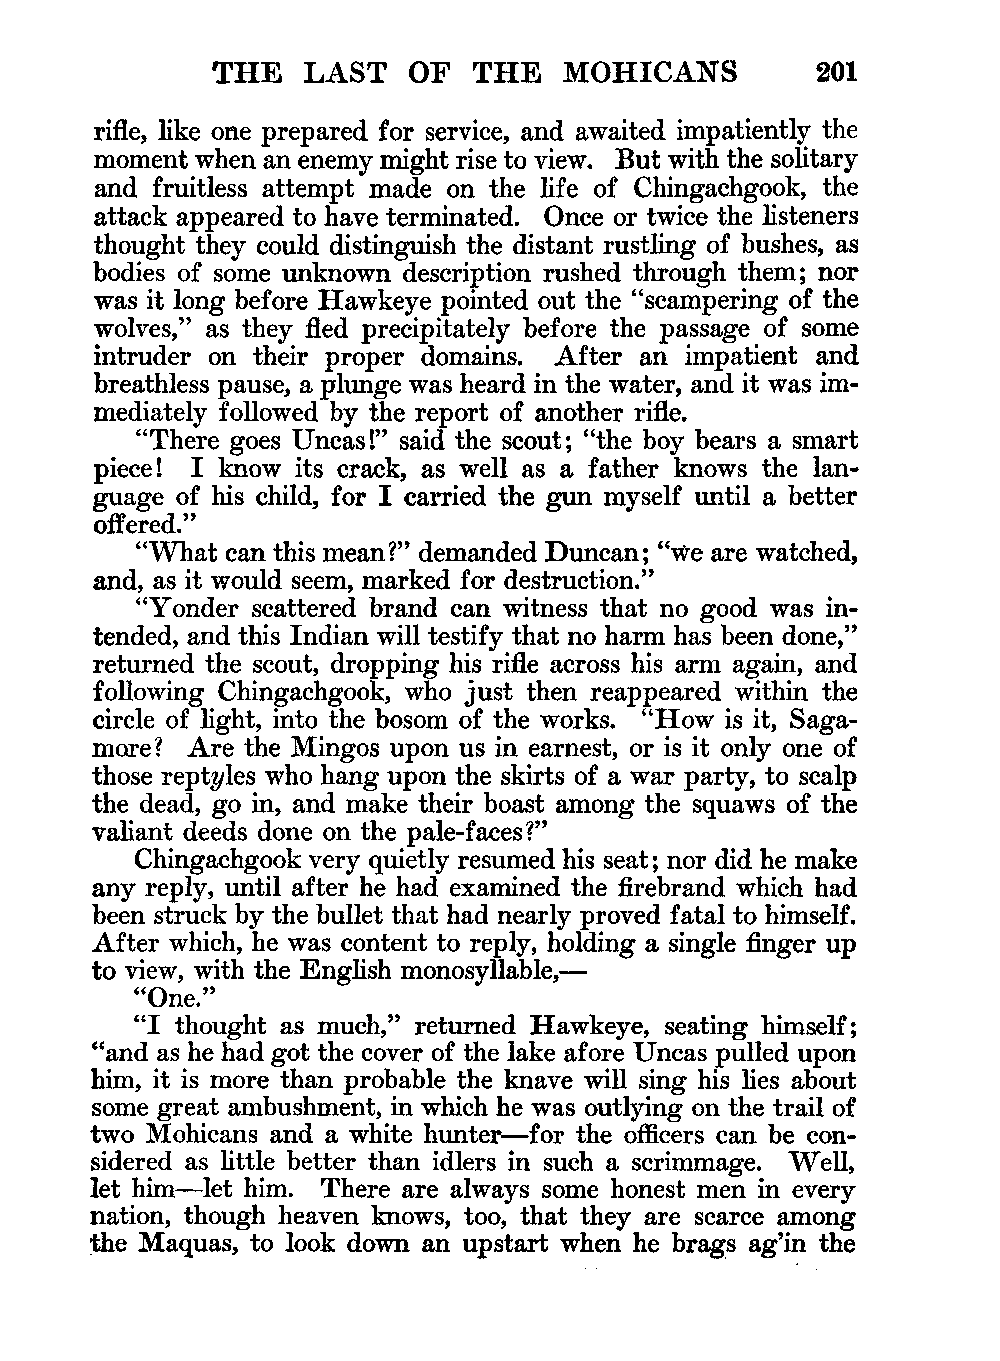 THE LAST OF THE MOHICANS 201
rifle, like one prepared for service, and awaited impatiently the
moment when an enemy might rise to view. But with the solitary
and fruitless attempt made on the life of Chingachgook, the
attack appeared to have terminated. Once or twice the listeners
thought they could distinguish the distant rustling of bushes, as
bodies of some unknown description rushed through them; nor
was it long before Hawkeye pointed out the “scampering of the
wolves,” as they fled precipitately before the passage of some
intruder on their proper domains. After an impatient and
breathless pause, a plunge was heard in the water, and it was im-
mediately followed by the report of another rifle.
“There goes Uncas!” said the scout; “the boy bears a smart
piece! I know its crack, as well as a father knows the lan-
guage of his child, for I carried the gun myself until a better
offered.”
“What can this mean?” demanded Duncan; “we are watched,
and, as it would seem, marked for destruction.”
“Yonder scattered brand can witness that no good was in-
tended, and this Indian will testify that no harm has been done,”
returned the scout, dropping his rifle across his arm again, and
following Chingachgook, who just then reappeared within the
circle of light, into the bosom of the works. “How is it, Saga-
more? Are the Mingos upon us in earnest, or is it only one of
those reptyles who hang upon the skirts of a war party, to scalp
the dead, go in, and make their boast among the squaws of the
valiant deeds done on the pale-faces?”
Chingachgook very quietly resumed his seat; nor did he make
any reply, until after he had examined the firebrand which had
been struck by the bullet that had nearly proved fatal to himself.
After which, he was content to reply, holding a single finger up
to view, with the English monosyllable,—
“One.”
“I thought as much,” returned Hawkeye, seating himself;
“and as he had got the cover of the lake afore Uncas pulled upon
him, it is more than probable the knave will sing his lies about
some great ambushment, in which he was outlying on the trail of
two Mohicans and a white hunter—for the officers can be con-
sidered as little better than idlers in such a scrimmage. Well,
let him—let him. There are always some honest men in every
nation, though heaven knows, too, that they are scarce among
the Maquas, to look down an upstart when he brags ag’in the